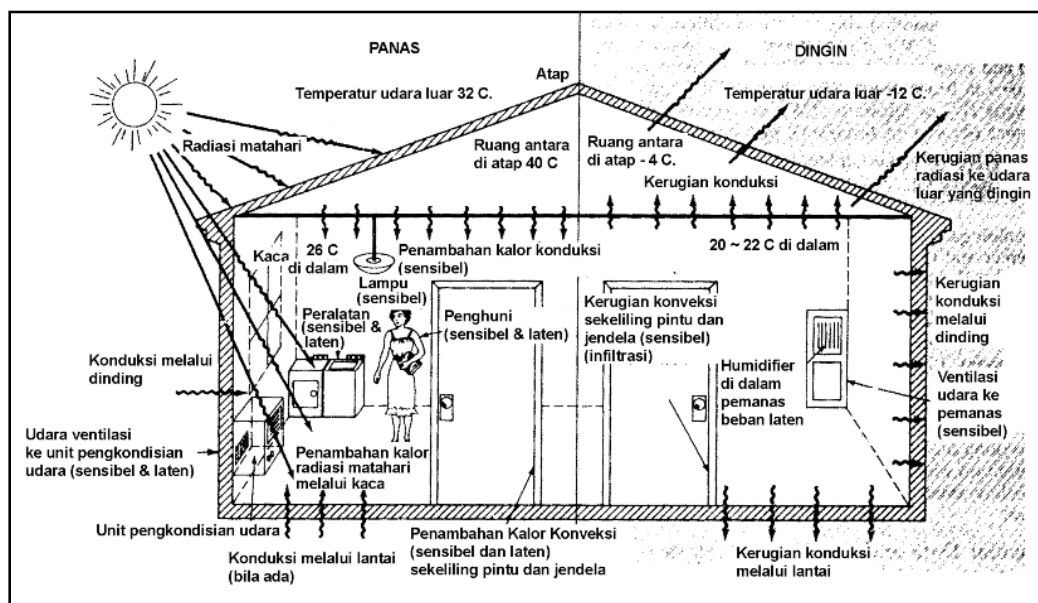 PANAS
DINGIN
Atap
Temperatur udara luar 32 C.
Temperatur udara luar -12 C.
Radiasi matahari
Ruang antara
di atap 40 C
Ruang antara
di atap - 4 C.
Kerugian konduksi
Kerugian panas
radiasi ke udara
luar yang dingin
Kaca
26 C
di dalam
Penambahan kalor konduksi
(sensibel)
20 ~ 22 C di dalam
Lampu
(sensibel)
Peralatan
(sensibel &
laten)
Penghuni
(sensibel & laten)
Kerugian konveksi
sekeliling pintu dan
jendela (sensibel)
(infiltrasi)
Kerugian
konduksi
melalui
dinding
Konduksi melalui
dinding
Humidifier
di dalam
pemanas
beban laten
Ventilasi
udara ke
pemanas
(sensibel)
Udara ventilasi
ke unit pengkondisian
udara (sensibel & laten)
Penambahan kalor
radiasi matahari
melalui kaca
Unit pengkondisian udara
Konduksi melalui lantai
(bila ada)
Penambahan Kalor Konveksi
(sensibel dan laten)
sekeliling pintu dan jendela
Kerugian konduksi
melalui lantai